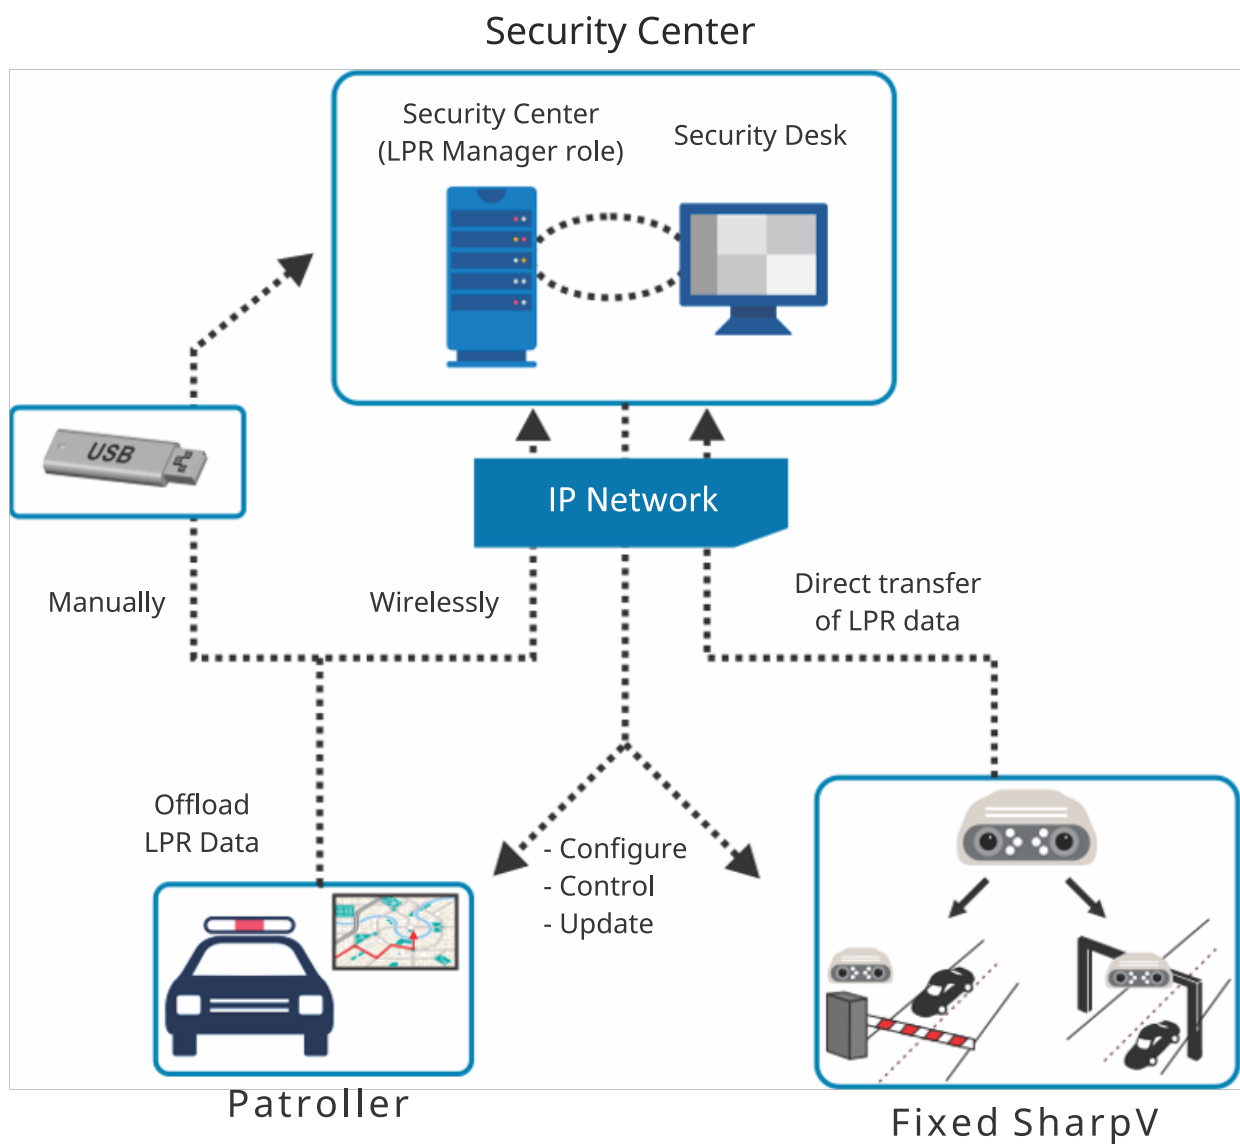 Security Center
Security Center
(LPR Manager role)
Security Desk
USB
IP Network
Manually
Wirelessly
Direct transfer
of LPR data
Offload
LPR Data
- Configure
- Control
- Update
Patroller
Fixed SharpV